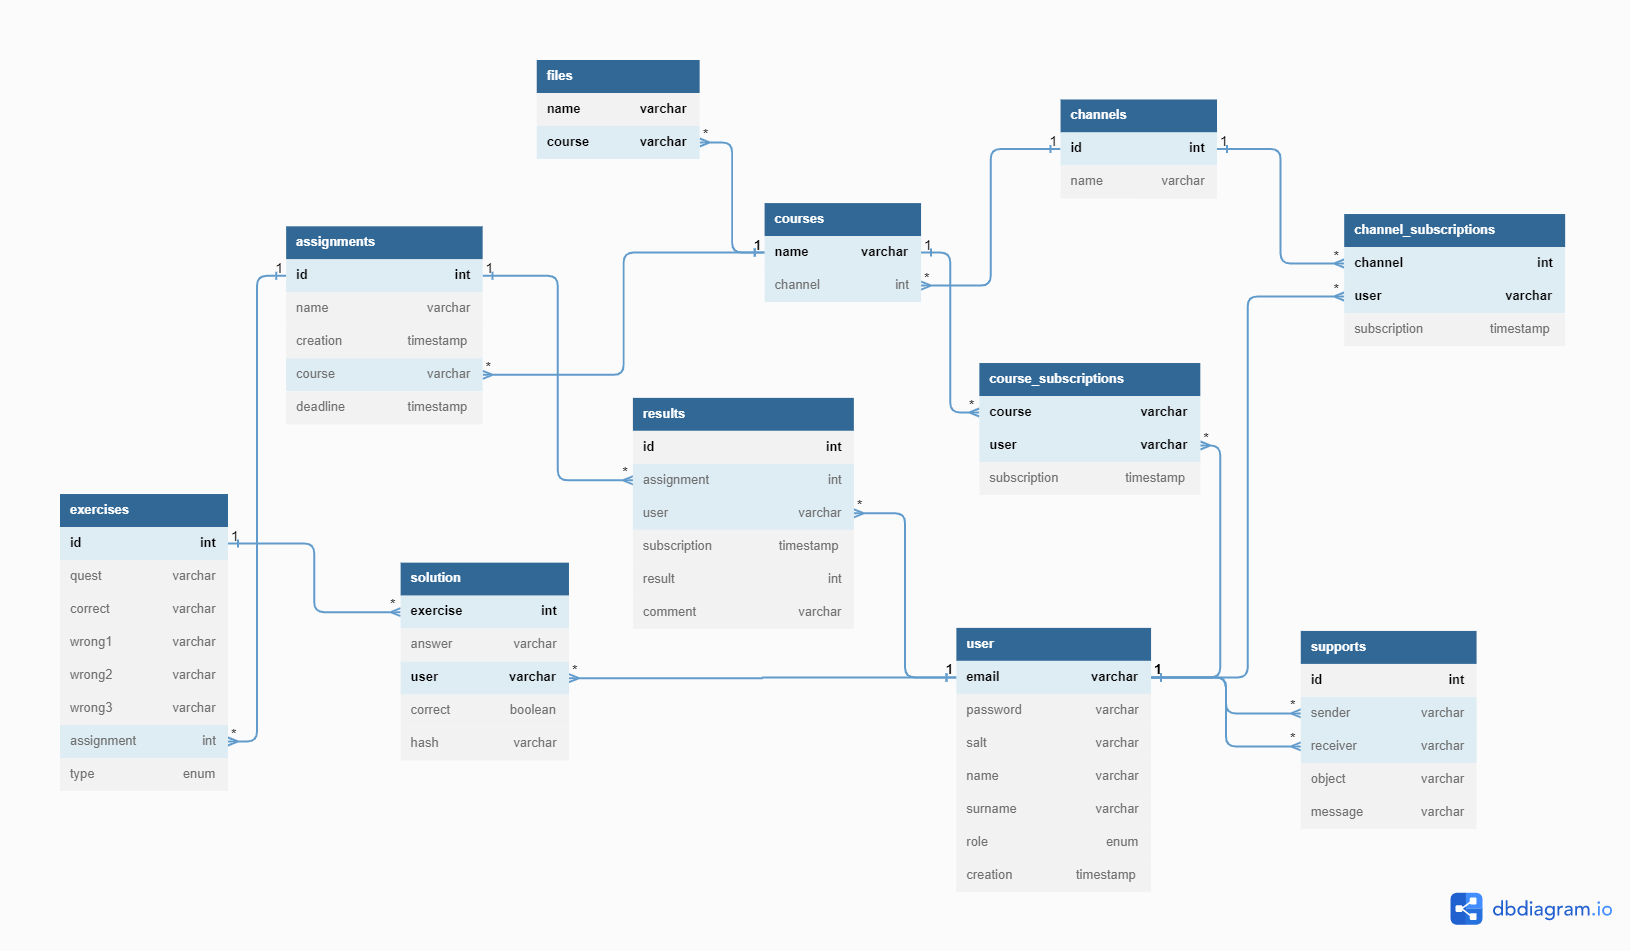 files
name varchar
course varchar
*
channels
1 id int 1
name varchar
courses
1 name varchar 1
channel int *
channel_subscriptions
* channel int
* user varchar
subscription timestamp
assignments
1 id int 1
name varchar
creation timestamp
course varchar *
deadline timestamp
course_subscriptions
* course varchar
user varchar *
subscription timestamp
results
id int
* assignment int
user varchar *
subscription timestamp
result int
comment varchar
exercises
id int 1
quest varchar
correct varchar
wrong1 varchar
wrong2 varchar
wrong3 varchar
assignment int *
type enum
solution
* exercise int
answer varchar
user varchar *
correct boolean
hash varchar
user
1 email varchar 1
password varchar
salt varchar
name varchar
surname varchar
role enum
creation timestamp
supports
id int
* sender varchar
* receiver varchar
object varchar
message varchar
dbdiagram.io